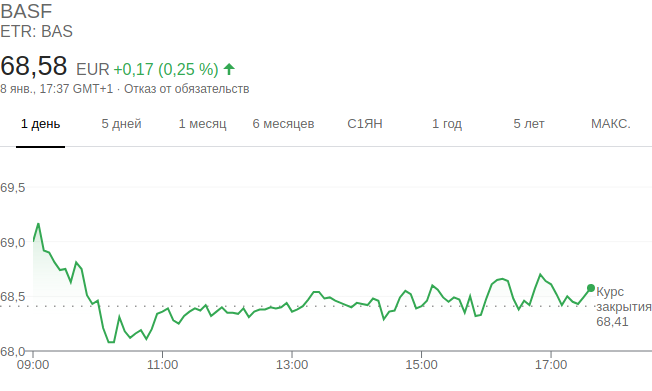 BASF
ETR: BAS
68,58 EUR +0,17 (0,25 %)
8 янв., 17:37 GMT+1 · Отказ от обязательств
1 день 5 дней 1 месяц 6 месяцев С1ЯН 1 год 5 лет МАКС.
69,5
69,0
68,5
Курс
закрытия
68,41
68,0
09:00 11:00 13:00 15:00 17:00